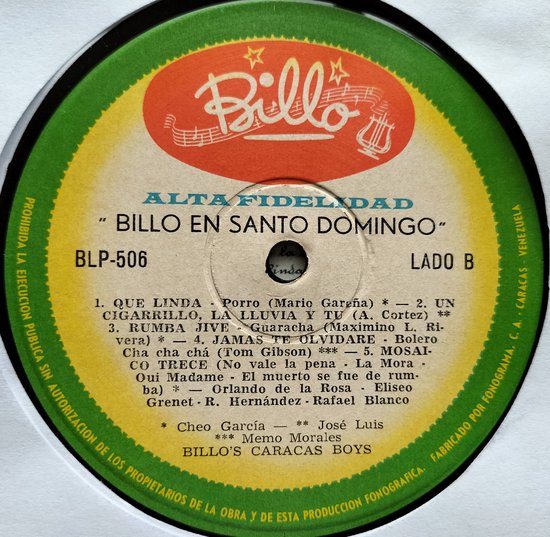 Billo
ALTA FIDELIDAD
"BILLO EN SANTO DOMINGO"
BLP-506
LADO B
1. QUE LINDA - Porro (Mario Gareña) * — 2. UN
CIGARRILLO, LA LLUVIA Y TU (A. Cortez) **
3. RUMBA JIVE - Guaracha (Maximino L. Ri-
vera) * — 4. JAMAS TE OLVIDARE - Bolero
Cha cha chá (Tom Gibson) *** — 5. MOSAI-
CO TRECE (No vale la pena - La Mora -
Oui Madame - El muerto se fue de rum-
ba) * — Orlando de la Rosa - Eliseo
Grenet - R. Hernández - Rafael Blanco
* Cheo García — ** José Luis
*** Memo Morales
BILLO'S CARACAS BOYS
PROHIBIDA LA EJECUCION PUBLICA SIN AUTORIZACION DE LOS PROPIETARIOS DE LA OBRA Y DE ESTA PRODUCCION FONOGRAFICA. FABRICADO POR FONOGRAMA, C. A. - CARACAS - VENEZUELA